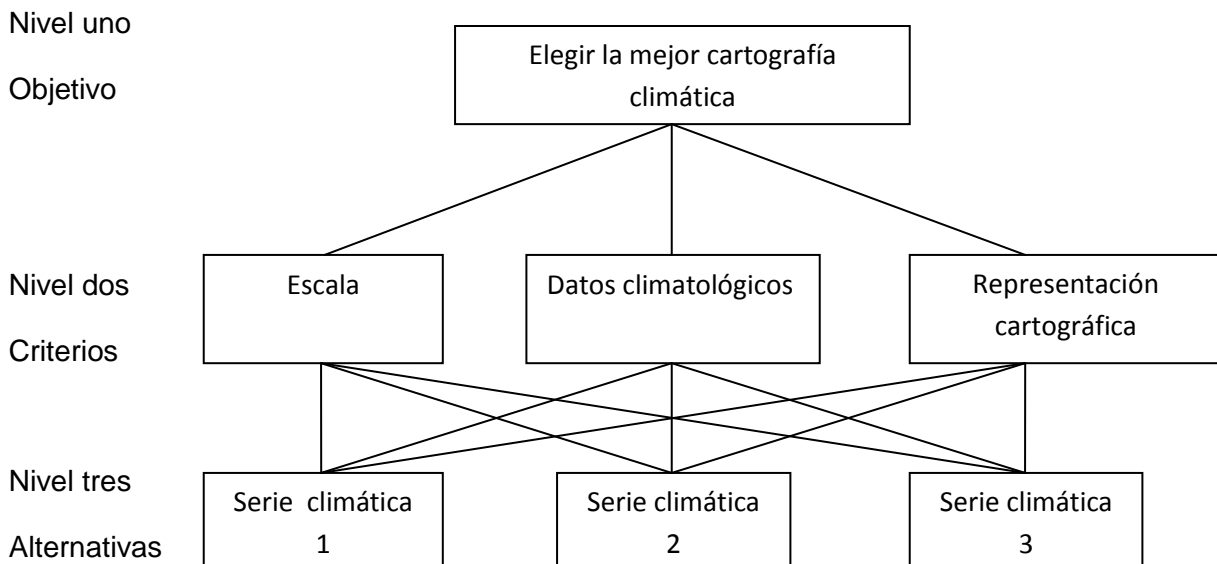 Nivel uno
Objetivo
Elegir la mejor cartografía
climática
Nivel dos
Criterios
Escala
Datos climatológicos
Representación
cartográfica
Nivel tres
Alternativas
Serie climática
1
Serie climática
2
Serie climática
3